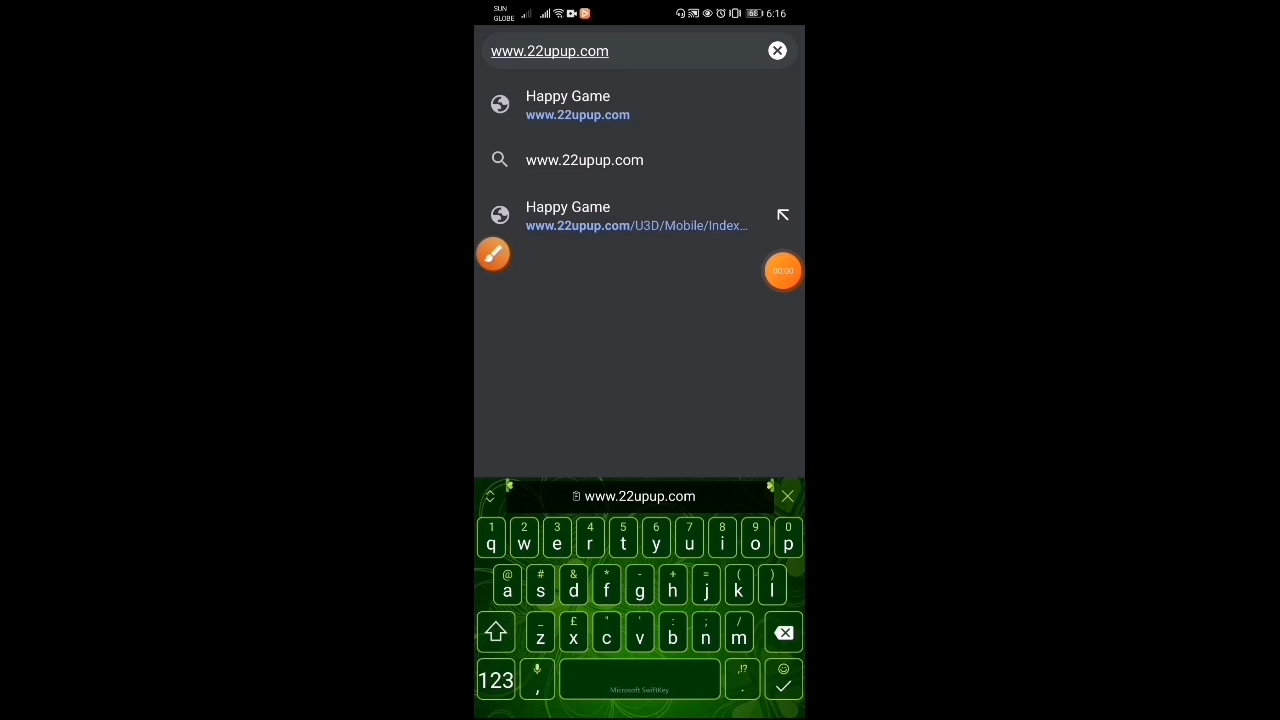 SUN
GLOBE
68 6:16
www.22upup.com
Happy Game
www.22upup.com
www.22upup.com
Happy Game
www.22upup.com/U3D/Mobile/Index...
00:00
www.22upup.com
1 2 3 4 5 6 7 8 9 0
q w e r t y u i o p
@ # & * - + = ( )
a s d f g h j k l
_ £ " ' : ; /
z x c v b n m
123 , ,!? .
Microsoft SwiftKey